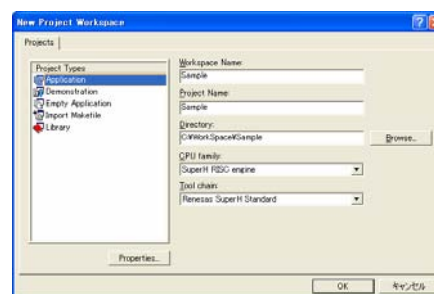 New Project Workspace
Projects
Project Types
Application
Demonstration
Empty Application
Import Makefile
Library
Properties...
Workspace Name:
Sample
Project Name:
Sample
Directory:
C:¥WorkSpace¥Sample
Browse...
CPU family:
SuperH RISC engine
Tool chain:
Renesas SuperH Standard
OK
キャンセル